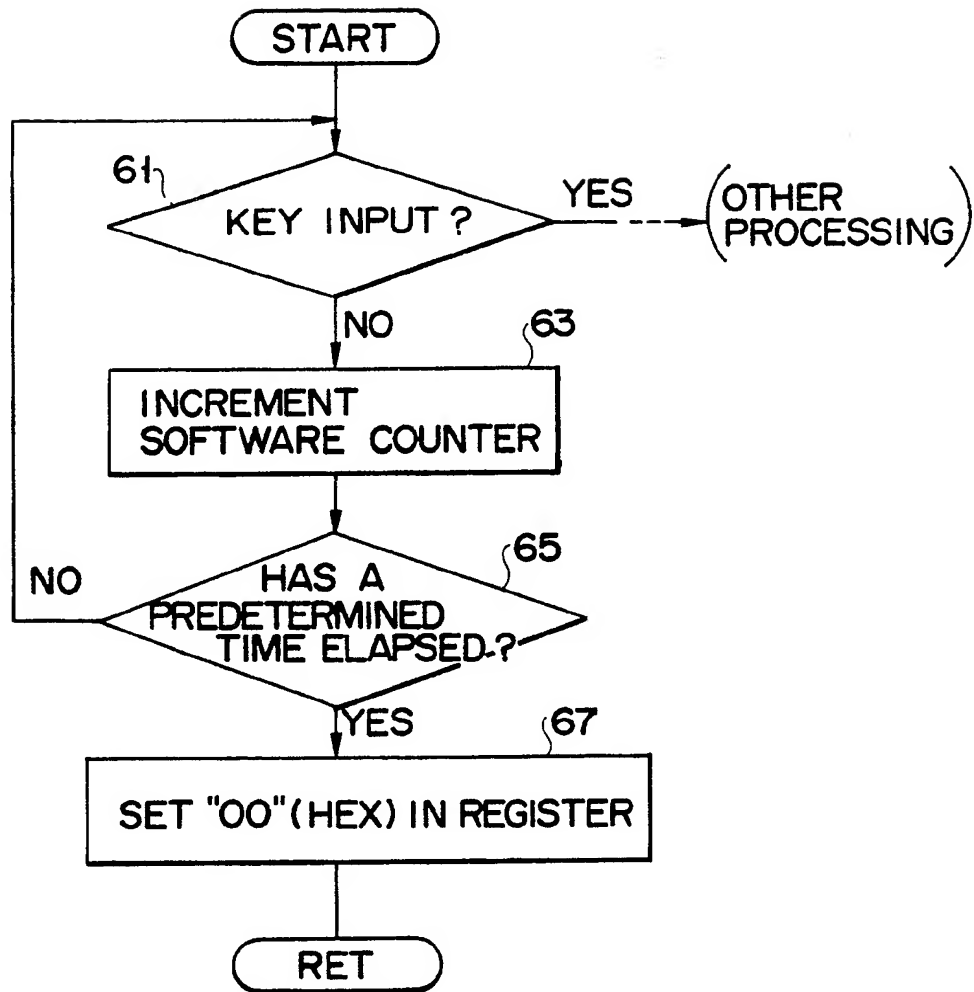 START
61
KEY INPUT?
YES
(OTHER
PROCESSING)
NO
63
INCREMENT
SOFTWARE COUNTER
65
NO
HAS A
PREDETERMINED
TIME ELAPSED?
YES
67
SET "00" (HEX) IN REGISTER
RET